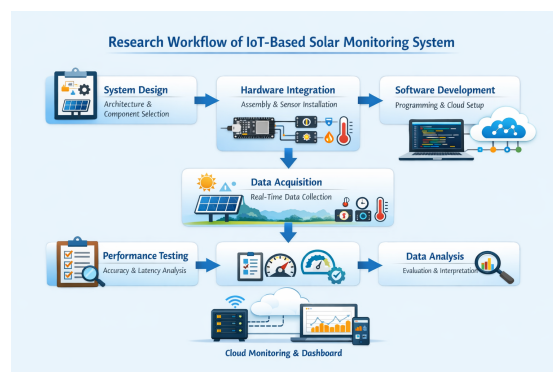 Research Workflow of IoT-Based Solar Monitoring System
System Design
Architecture &
Component Selection
Hardware Integration
Assembly & Sensor Installation
Software Development
Programming & Cloud Setup
Data Acquisition
Real-Time Data Collection
Performance Testing
Accuracy & Latency Analysis
Data Analysis
Evaluation & Interpretation
Cloud Monitoring & Dashboard